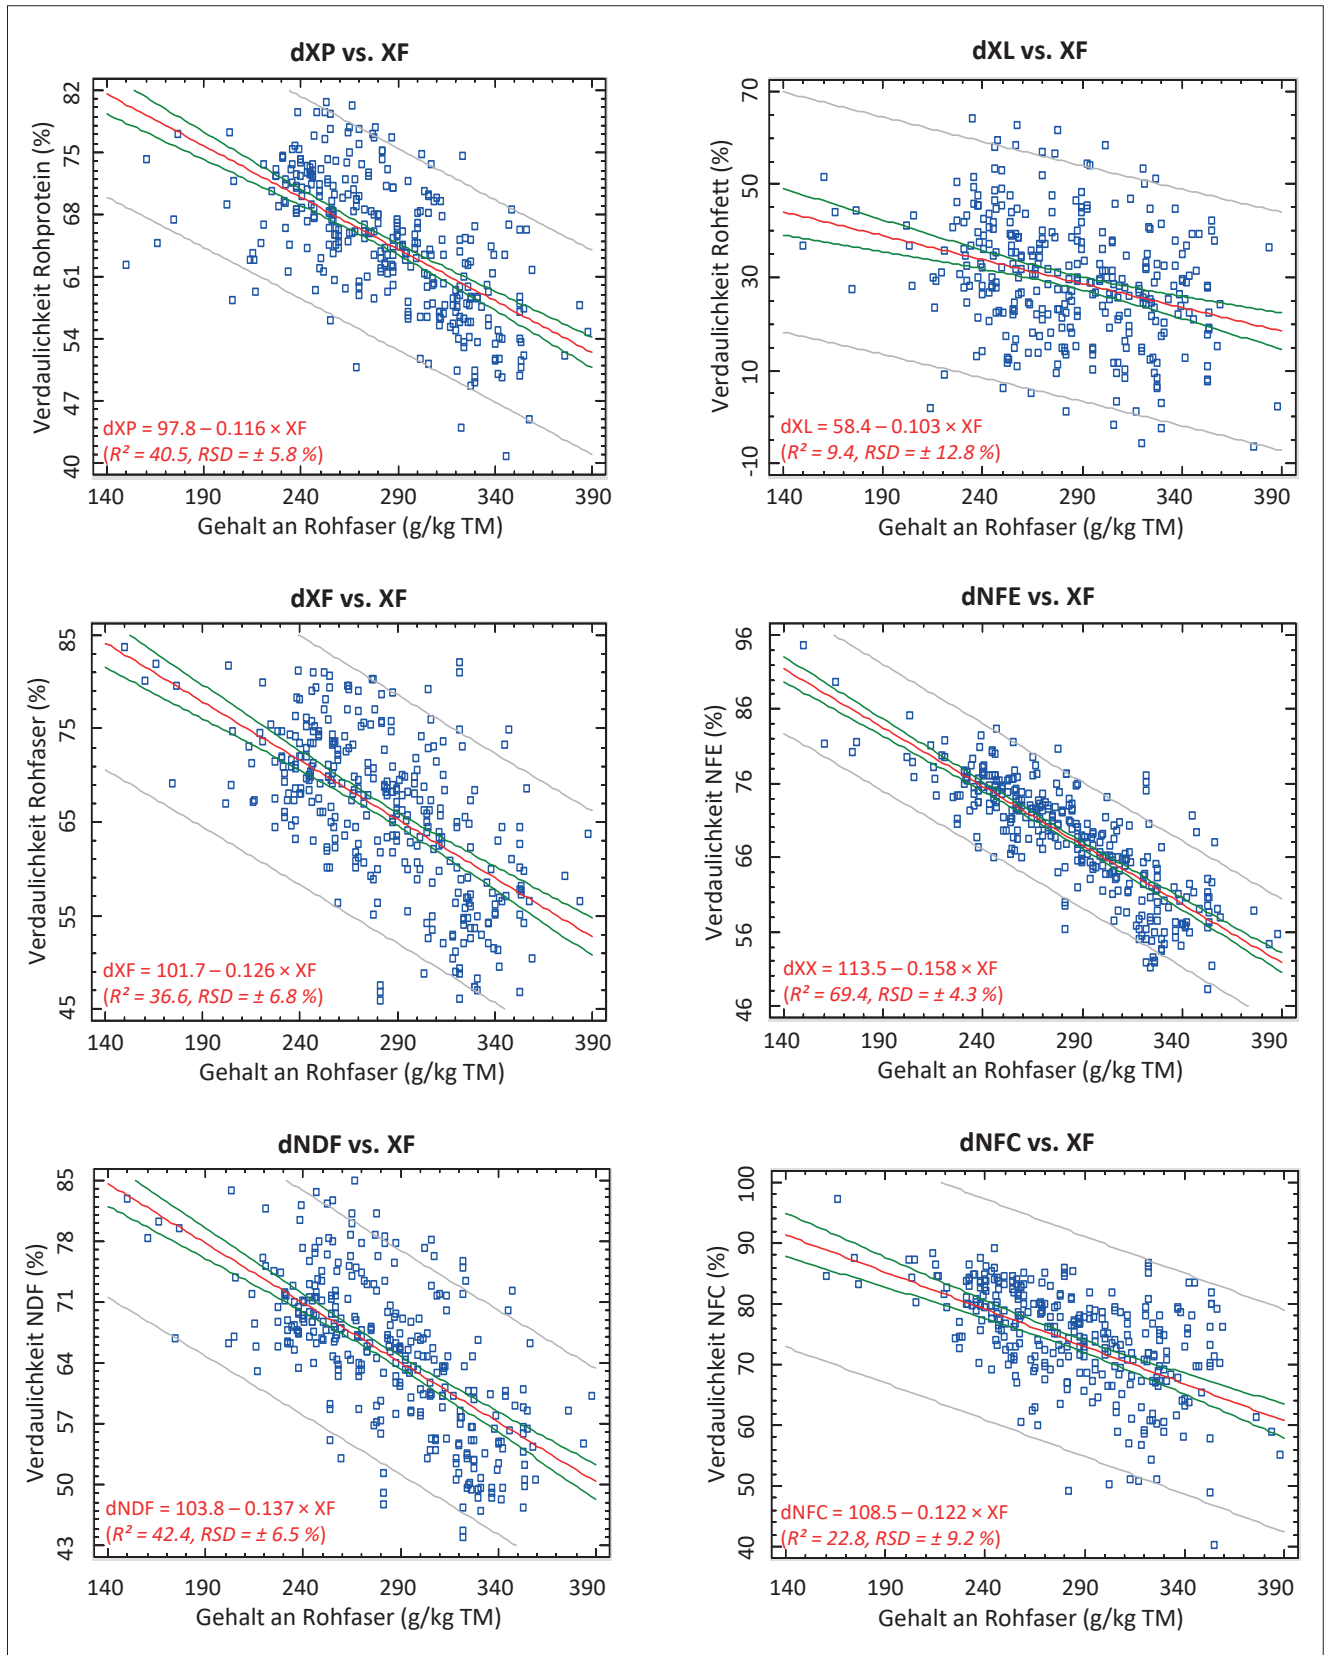 dXP vs. XF
Verdaulichkeit Rohprotein (%)
82
75
68
61
54
47
40
dXP = 97.8 – 0.116 × XF
(R² = 40.5, RSD = ± 5.8 %)
140 190 240 290 340 390
Gehalt an Rohfaser (g/kg TM)
dXL vs. XF
Verdaulichkeit Rohfett (%)
70
50
30
10
-10
dXL = 58.4 – 0.103 × XF
(R² = 9.4, RSD = ± 12.8 %)
140 190 240 290 340 390
Gehalt an Rohfaser (g/kg TM)
dXF vs. XF
Verdaulichkeit Rohfaser (%)
85
75
65
55
45
dXF = 101.7 – 0.126 × XF
(R² = 36.6, RSD = ± 6.8 %)
140 190 240 290 340 390
Gehalt an Rohfaser (g/kg TM)
dNFE vs. XF
Verdaulichkeit NFE (%)
96
86
76
66
56
46
dXX = 113.5 – 0.158 × XF
(R² = 69.4, RSD = ± 4.3 %)
140 190 240 290 340 390
Gehalt an Rohfaser (g/kg TM)
dNDF vs. XF
Verdaulichkeit NDF (%)
85
78
71
64
57
50
43
dNDF = 103.8 – 0.137 × XF
(R² = 42.4, RSD = ± 6.5 %)
140 190 240 290 340 390
Gehalt an Rohfaser (g/kg TM)
dNFC vs. XF
Verdaulichkeit NFC (%)
100
90
80
70
60
50
40
dNFC = 108.5 – 0.122 × XF
(R² = 22.8, RSD = ± 9.2 %)
140 190 240 290 340 390
Gehalt an Rohfaser (g/kg TM)